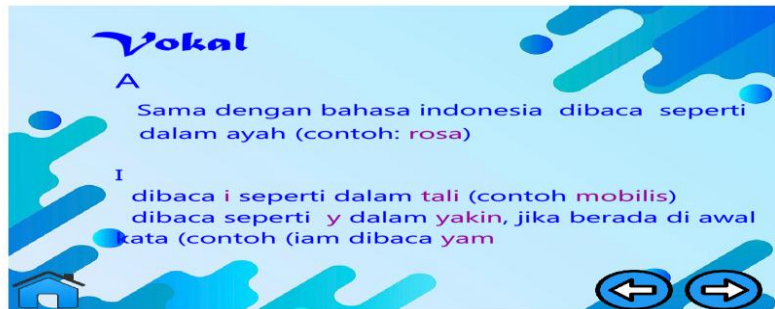 Vokal
A
Sama dengan bahasa indonesia dibaca seperti
dalam ayah (contoh: rosa)
I
dibaca i seperti dalam tali (contoh mobilis)
dibaca seperti y dalam yakin, jika berada di awal
kata (contoh (iam dibaca yam